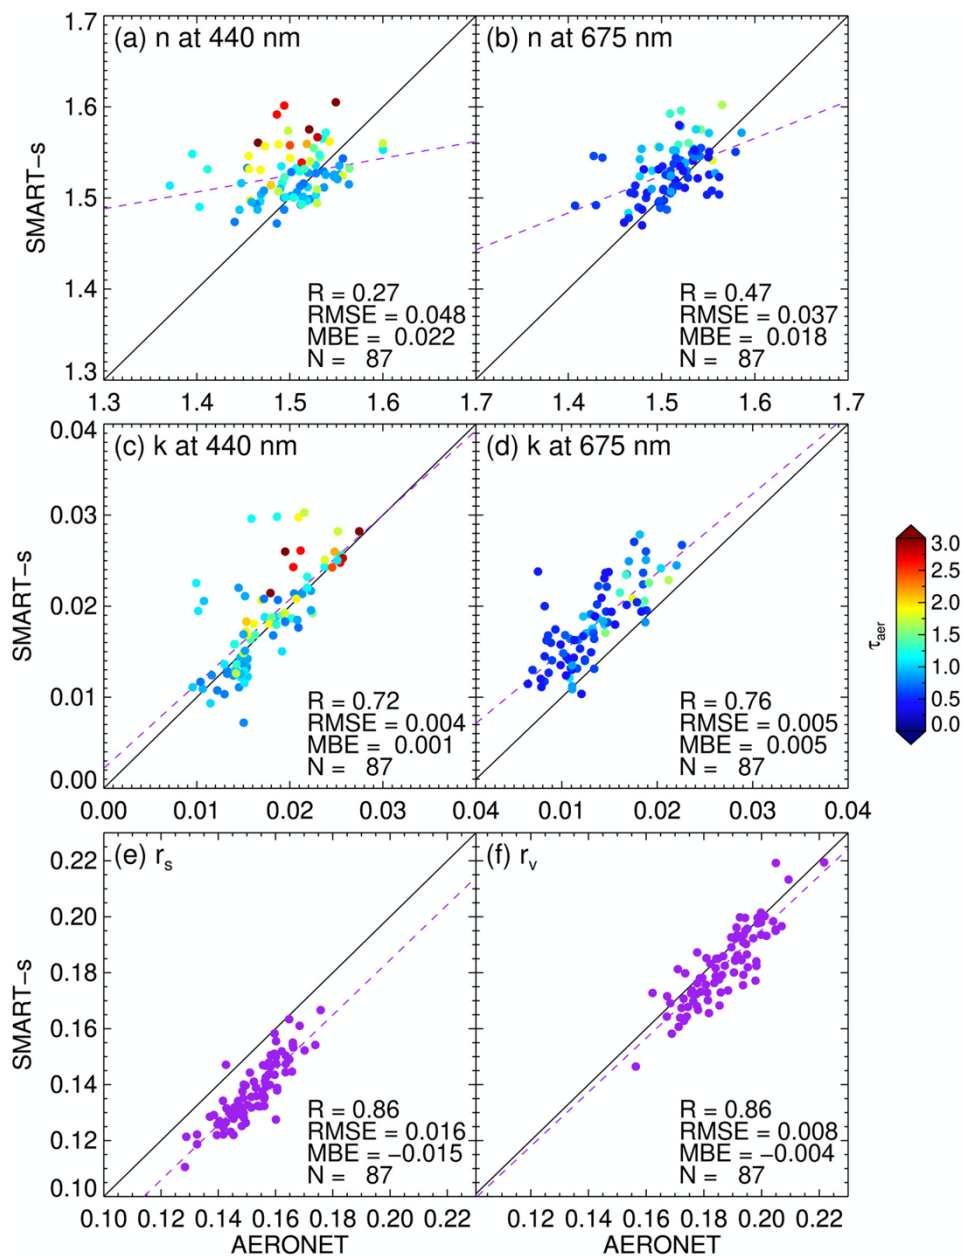 (a) n at 440 nm
(b) n at 675 nm
1.7
1.6
1.5
1.4
1.3
SMART−s
R = 0.27
RMSE = 0.048
MBE = 0.022
N = 87
R = 0.47
RMSE = 0.037
MBE = 0.018
N = 87
1.3 1.4 1.5 1.6 1.7 1.4 1.5 1.6 1.7
(c) k at 440 nm
(d) k at 675 nm
0.04
0.03
0.02
0.01
0.00
SMART−s
R = 0.72
RMSE = 0.004
MBE = 0.001
N = 87
R = 0.76
RMSE = 0.005
MBE = 0.005
N = 87
0.00 0.01 0.02 0.03 0.04 0.01 0.02 0.03 0.04
3.0
2.5
2.0
1.5
1.0
0.5
0.0
τaer
(e) rs
(f) rv
0.22
0.20
0.18
0.16
0.14
0.12
0.10
SMART−s
R = 0.86
RMSE = 0.016
MBE = −0.015
N = 87
R = 0.86
RMSE = 0.008
MBE = −0.004
N = 87
0.10 0.12 0.14 0.16 0.18 0.20 0.22 0.12 0.14 0.16 0.18 0.20 0.22
AERONET
AERONET